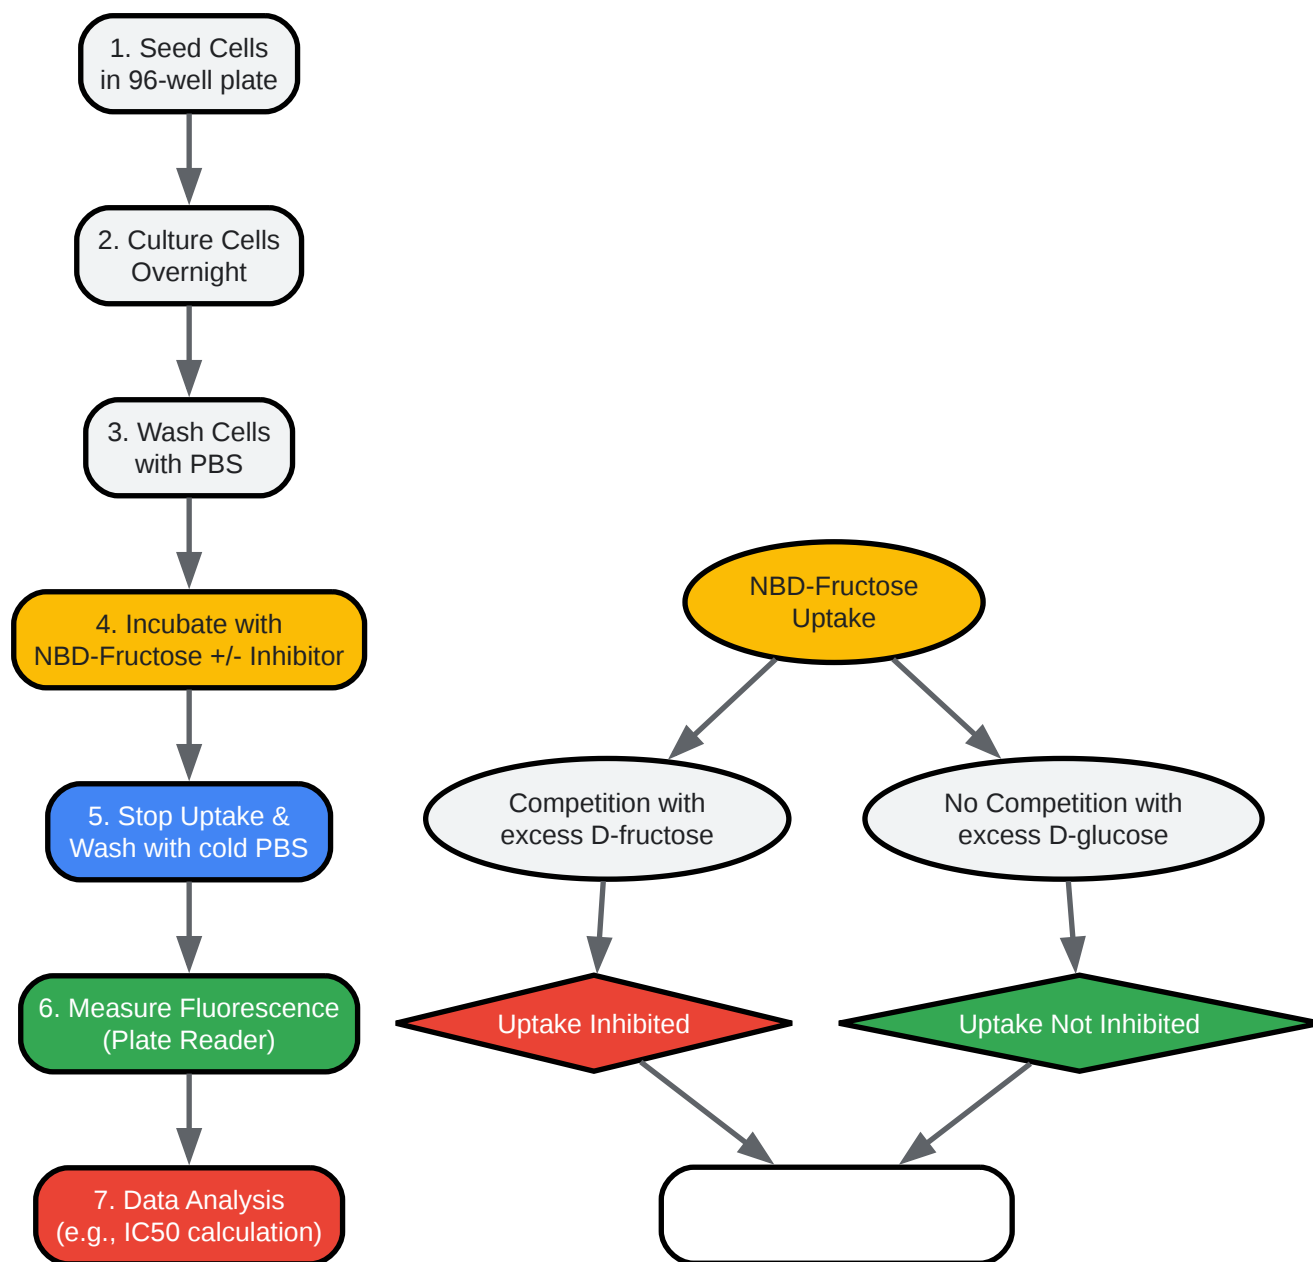 1. Seed Cells
in 96-well plate
2. Culture Cells
Overnight
3. Wash Cells
with PBS
4. Incubate with
NBD-Fructose +/- Inhibitor
5. Stop Uptake &
Wash with cold PBS
6. Measure Fluorescence
(Plate Reader)
7. Data Analysis
(e.g., IC50 calculation)
NBD-Fructose
Uptake
Competition with
excess D-fructose
No Competition with
excess D-glucose
Uptake Inhibited
Uptake Not Inhibited